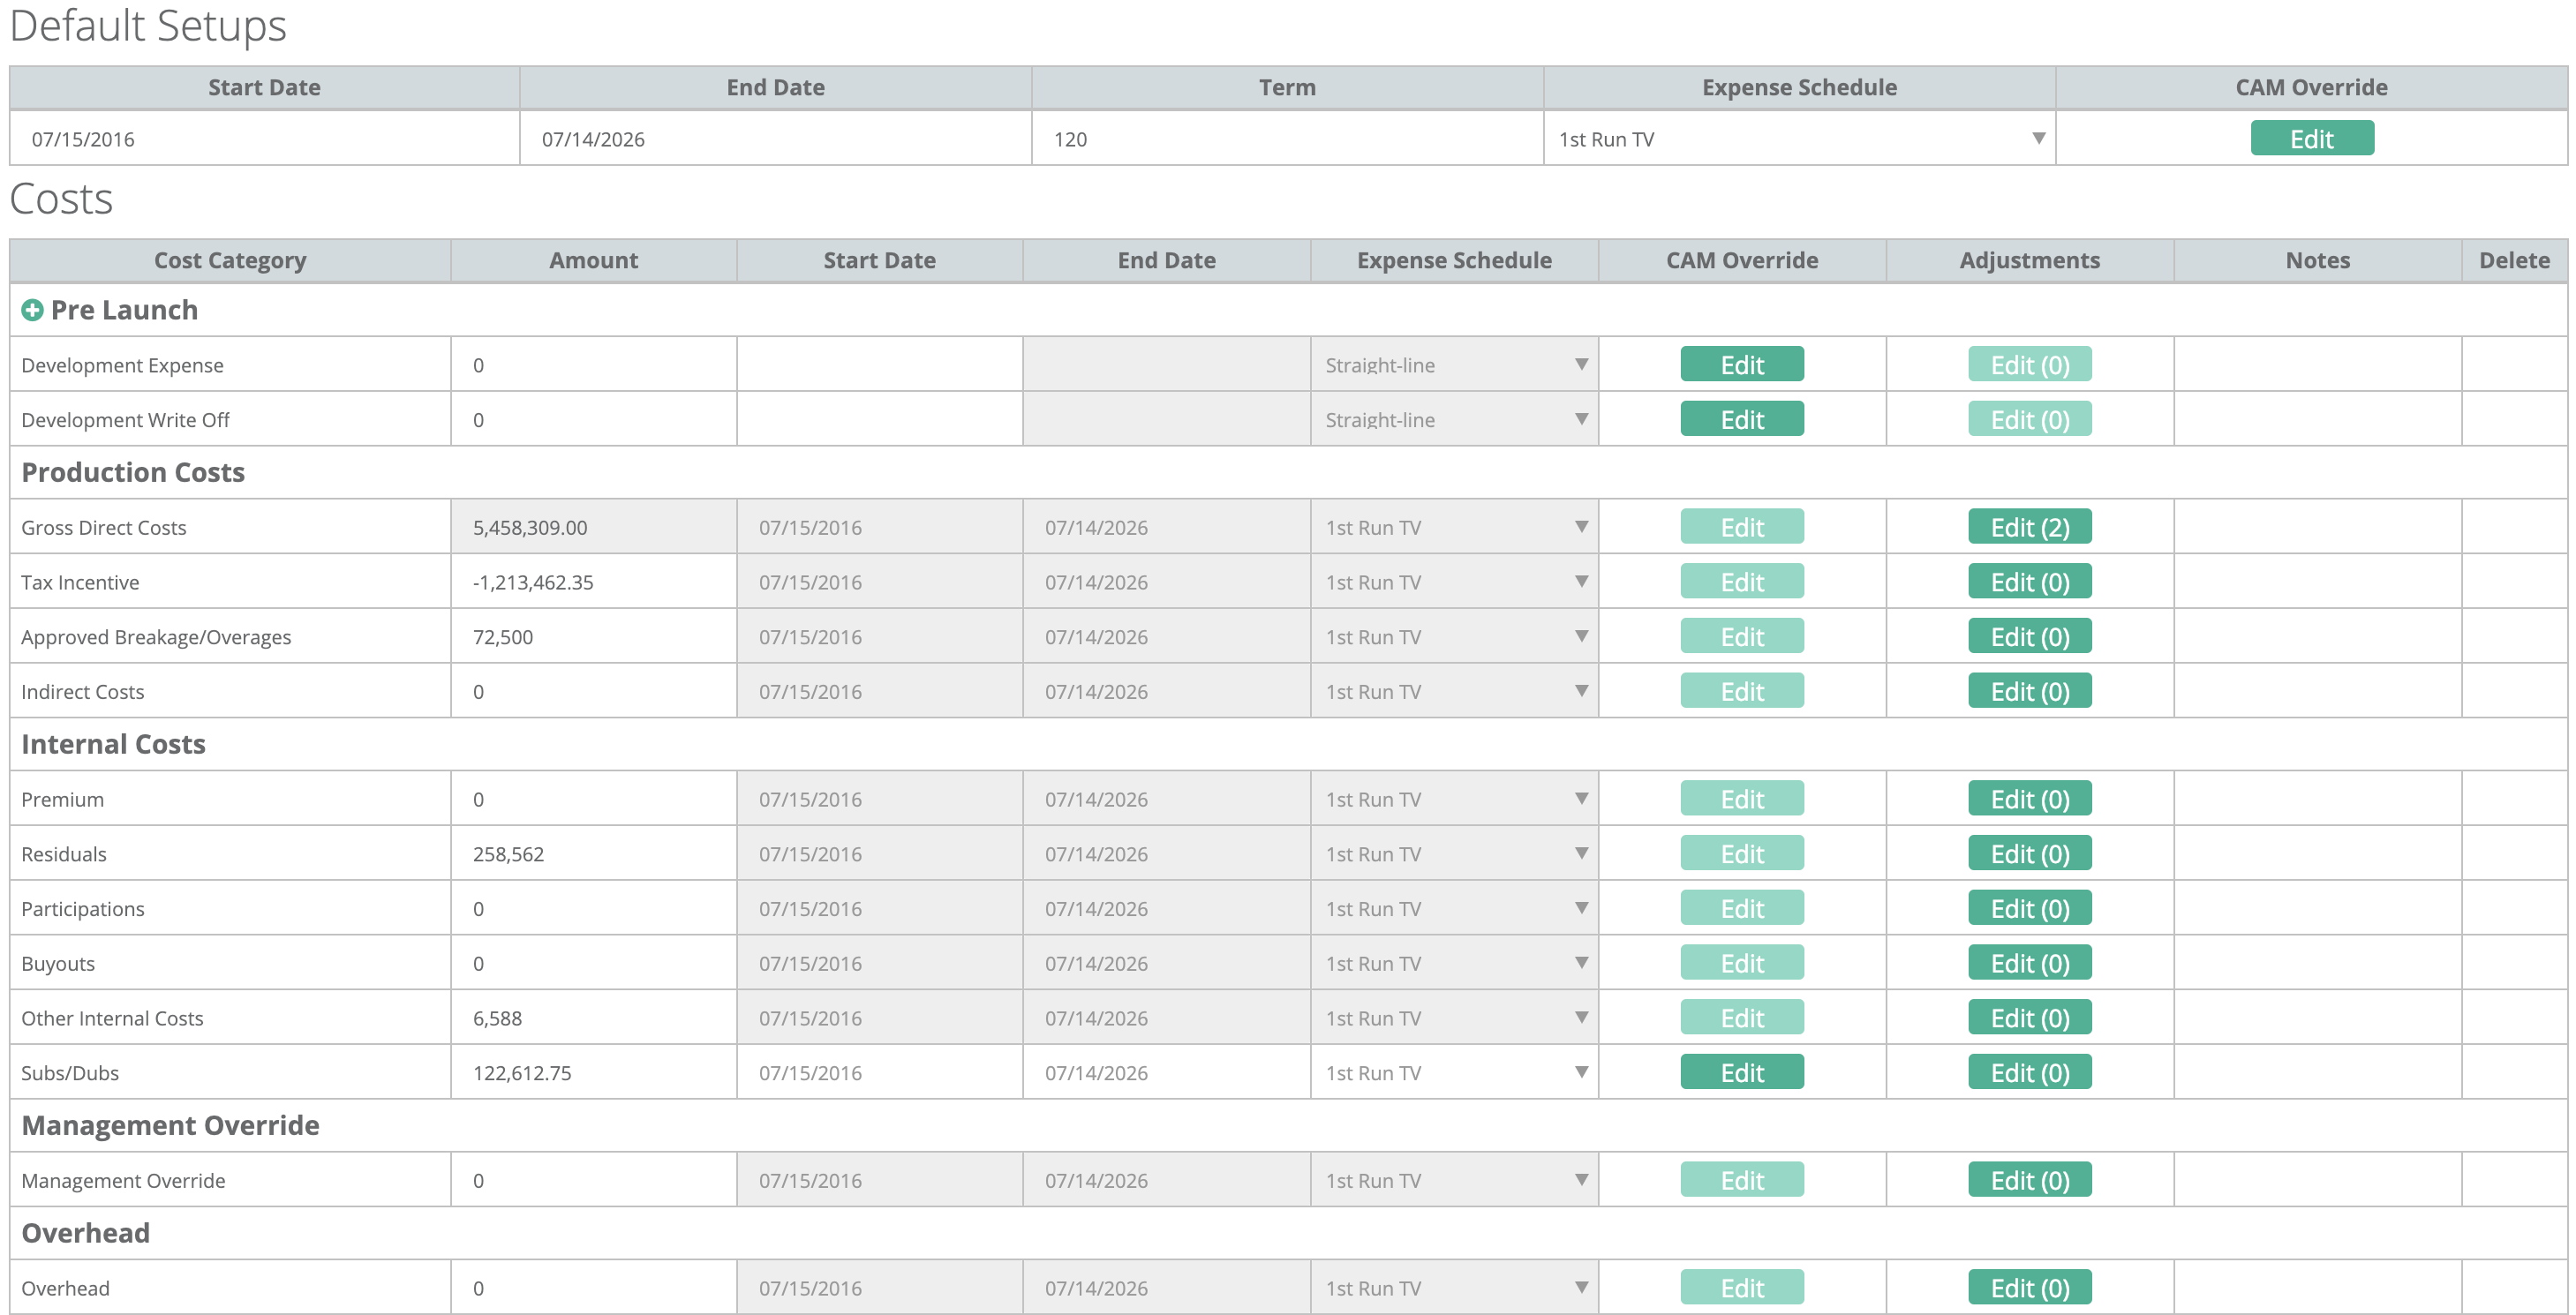 Default Setups
Start Date End Date Term Expense Schedule CAM Override
07/15/2016 07/14/2026 120 1st Run TV Edit
Costs
Cost Category Amount Start Date End Date Expense Schedule CAM Override Adjustments Notes Delete
Pre Launch
Development Expense 0 Straight-line Edit Edit (0)
Development Write Off 0 Straight-line Edit Edit (0)
Production Costs
Gross Direct Costs 5,458,309.00 07/15/2016 07/14/2026 1st Run TV Edit Edit (2)
Tax Incentive -1,213,462.35 07/15/2016 07/14/2026 1st Run TV Edit Edit (0)
Approved Breakage/Overages 72,500 07/15/2016 07/14/2026 1st Run TV Edit Edit (0)
Indirect Costs 0 07/15/2016 07/14/2026 1st Run TV Edit Edit (0)
Internal Costs
Premium 0 07/15/2016 07/14/2026 1st Run TV Edit Edit (0)
Residuals 258,562 07/15/2016 07/14/2026 1st Run TV Edit Edit (0)
Participations 0 07/15/2016 07/14/2026 1st Run TV Edit Edit (0)
Buyouts 0 07/15/2016 07/14/2026 1st Run TV Edit Edit (0)
Other Internal Costs 6,588 07/15/2016 07/14/2026 1st Run TV Edit Edit (0)
Subs/Dubs 122,612.75 07/15/2016 07/14/2026 1st Run TV Edit Edit (0)
Management Override
Management Override 0 07/15/2016 07/14/2026 1st Run TV Edit Edit (0)
Overhead
Overhead 0 07/15/2016 07/14/2026 1st Run TV Edit Edit (0)